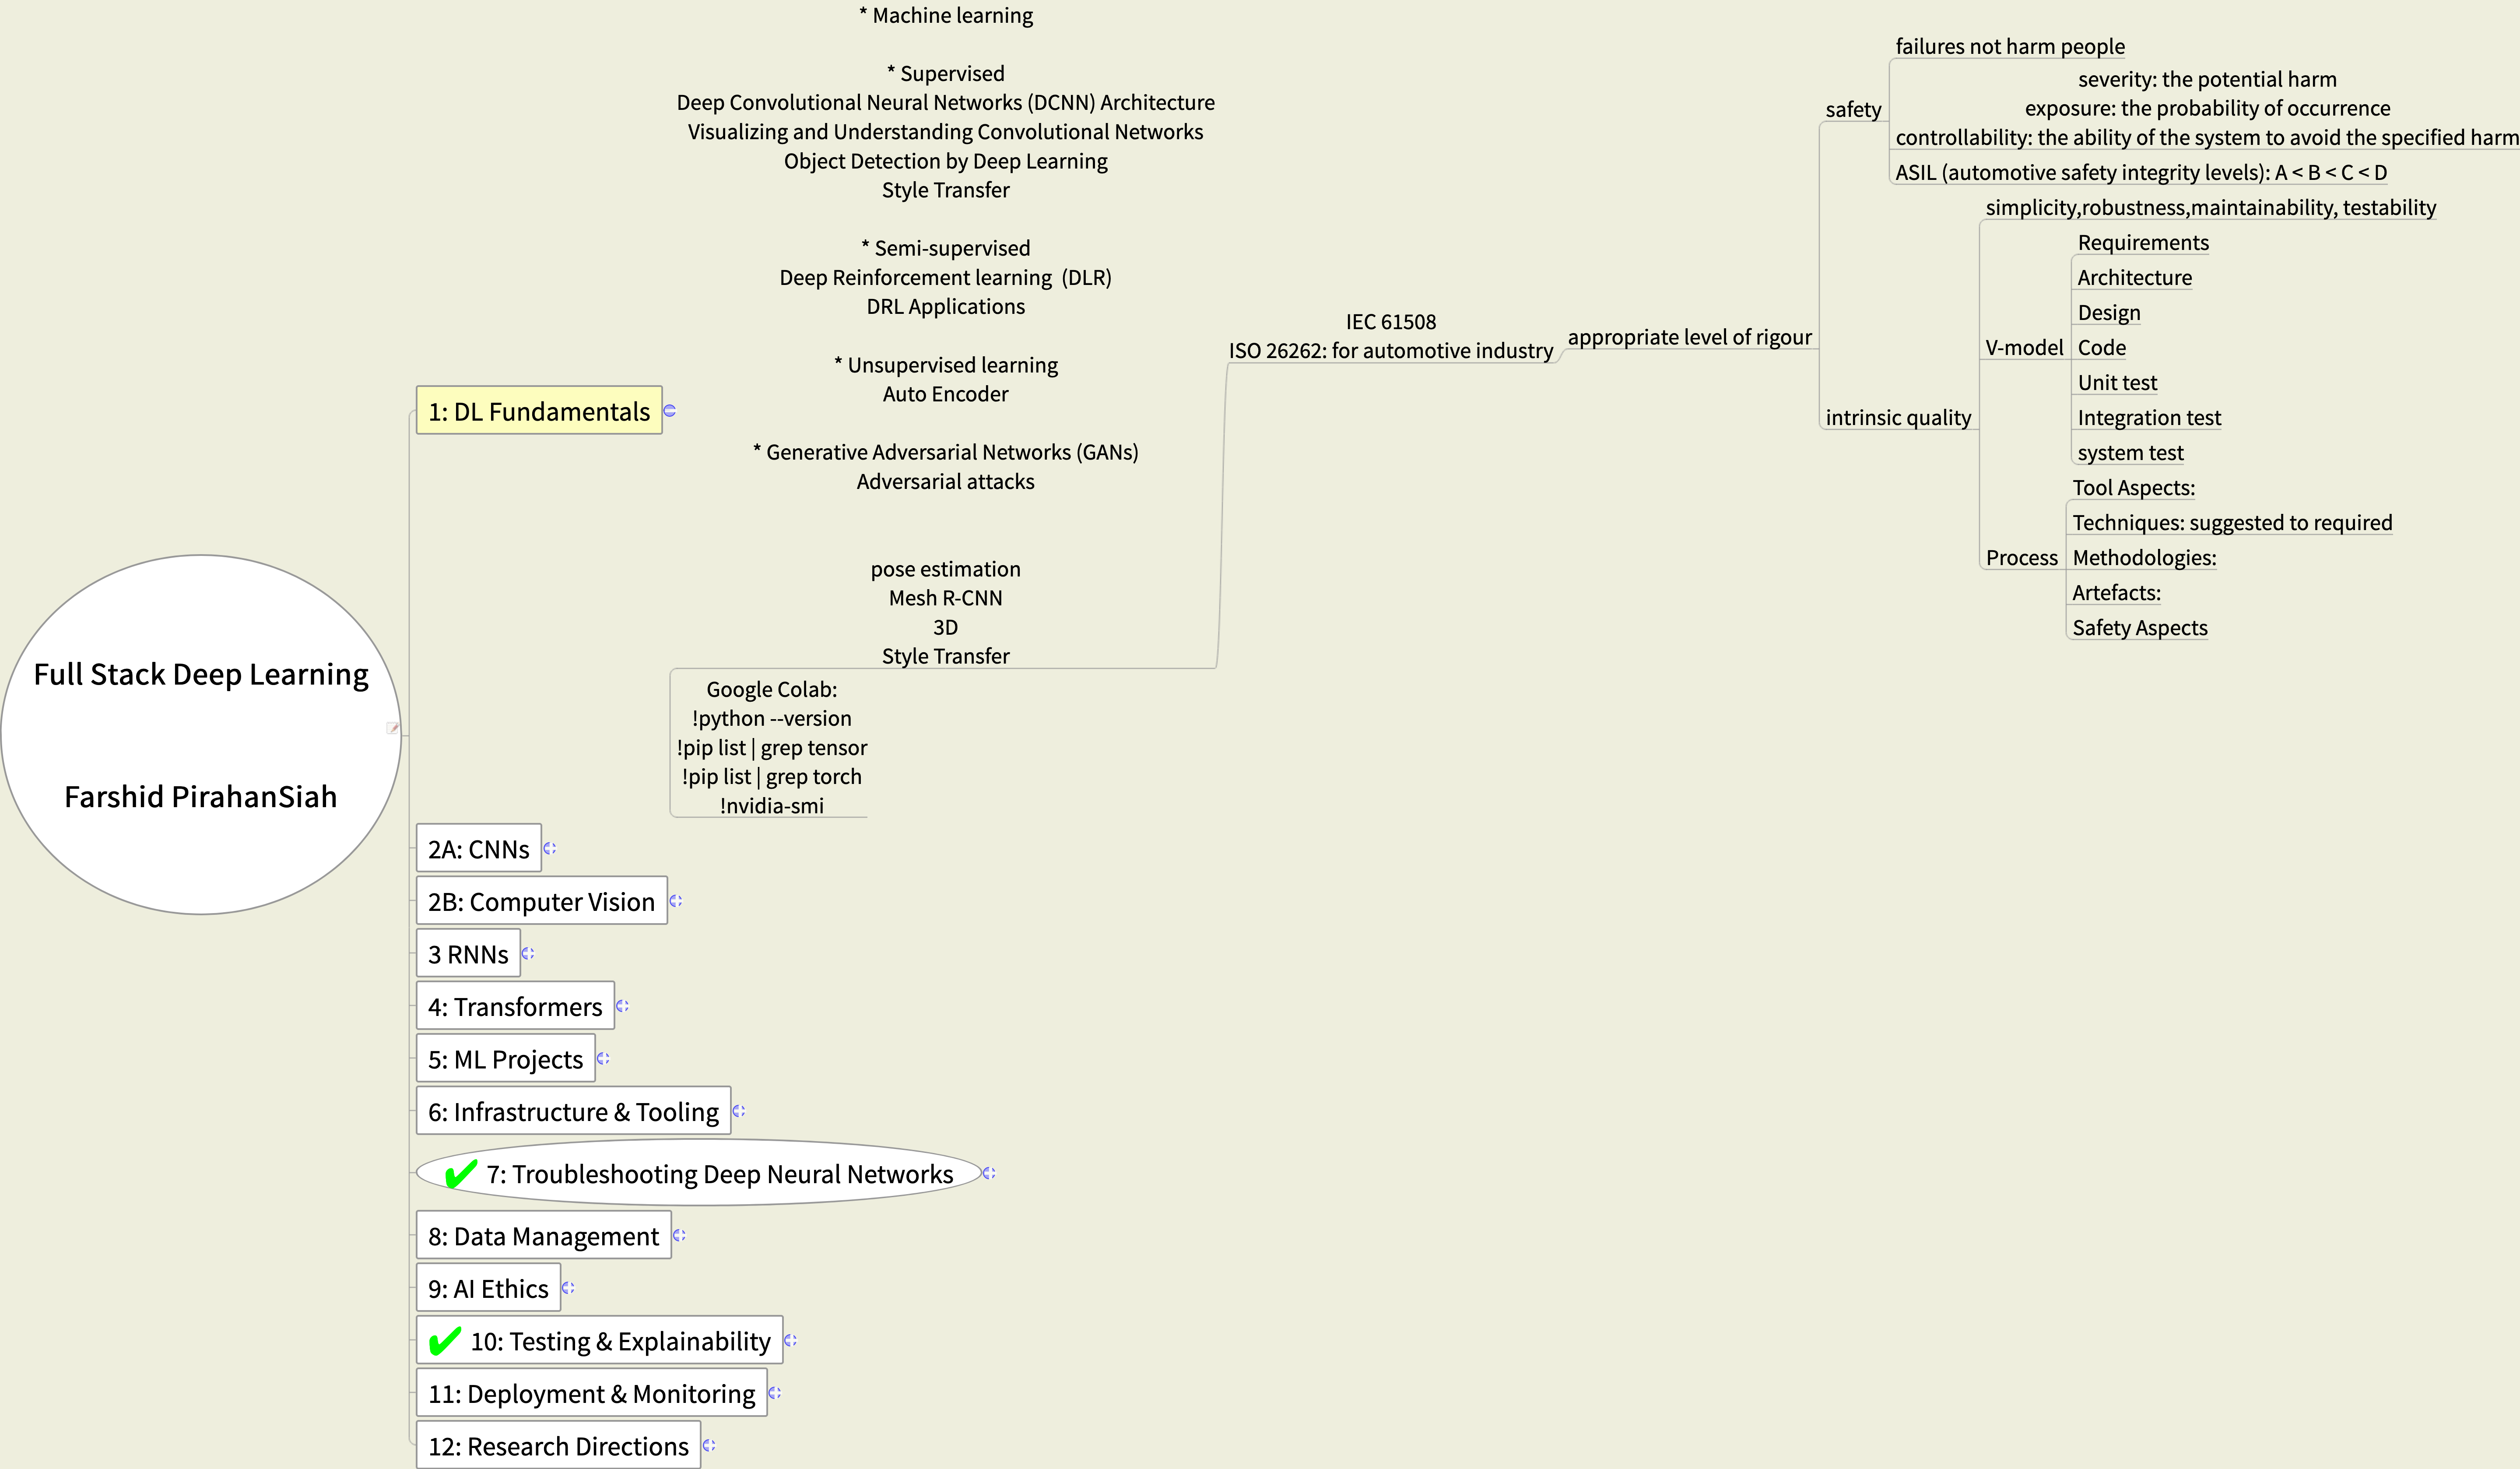 Full Stack Deep Learning
Farshid PirahanSiah
1: DL Fundamentals
* Machine learning
* Supervised
Deep Convolutional Neural Networks (DCNN) Architecture
Visualizing and Understanding Convolutional Networks
Object Detection by Deep Learning
Style Transfer
* Semi-supervised
Deep Reinforcement learning  (DLR)
DRL Applications
* Unsupervised learning
Auto Encoder
* Generative Adversarial Networks (GANs)
Adversarial attacks
pose estimation
Mesh R-CNN
3D
Style Transfer
IEC 61508
ISO 26262: for automotive industry
appropriate level of rigour
safety
failures not harm people
severity: the potential harm
exposure: the probability of occurrence
controllability: the ability of the system to avoid the specified harm
ASIL (automotive safety integrity levels): A < B < C < D
intrinsic quality
simplicity,robustness,maintainability, testability
V-model
Requirements
Architecture
Design
Code
Unit test
Integration test
system test
Process
Tool Aspects:
Techniques: suggested to required
Methodologies:
Artefacts:
Safety Aspects
Google Colab:
!python --version
!pip list | grep tensor
!pip list | grep torch
!nvidia-smi
2A: CNNs
2B: Computer Vision
3 RNNs
4: Transformers
5: ML Projects
6: Infrastructure & Tooling
7: Troubleshooting Deep Neural Networks
8: Data Management
9: AI Ethics
10: Testing & Explainability
11: Deployment & Monitoring
12: Research Directions